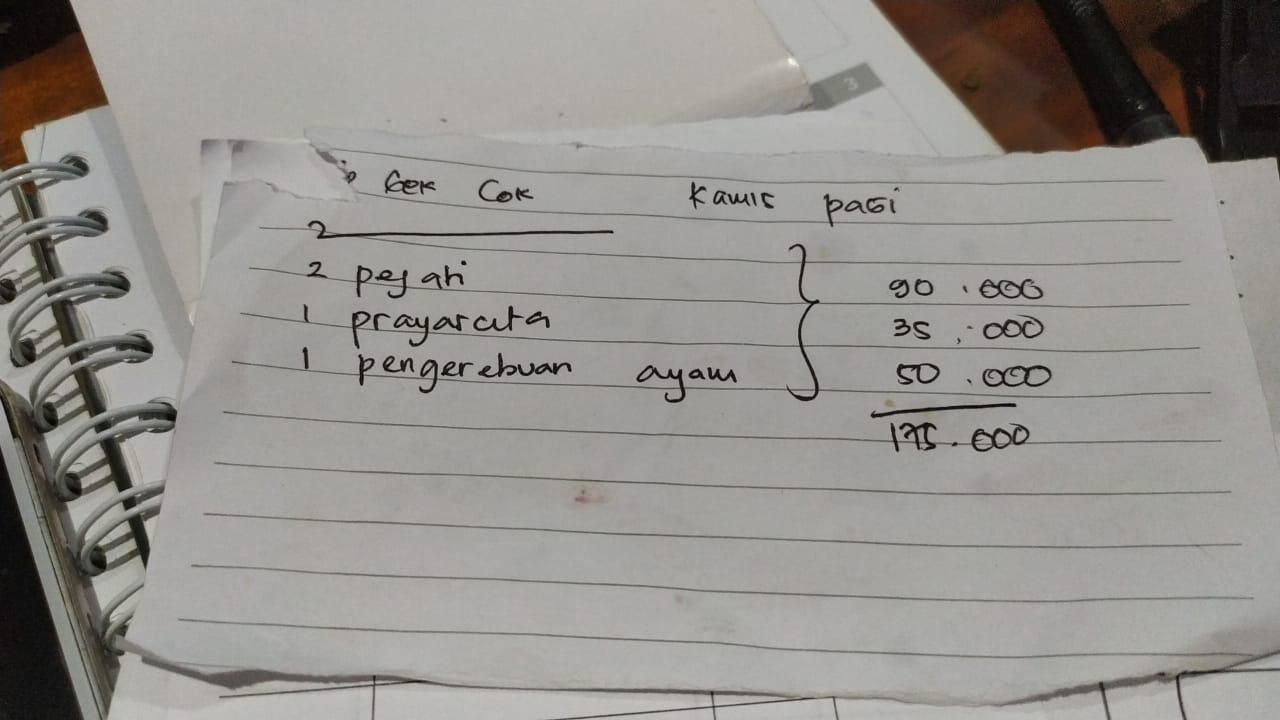 Gek Cok Kamis pagi
2
2 pejati 90.000
1 prayascita 35.000
1 pengerebuan ayam 50.000
175.000
3